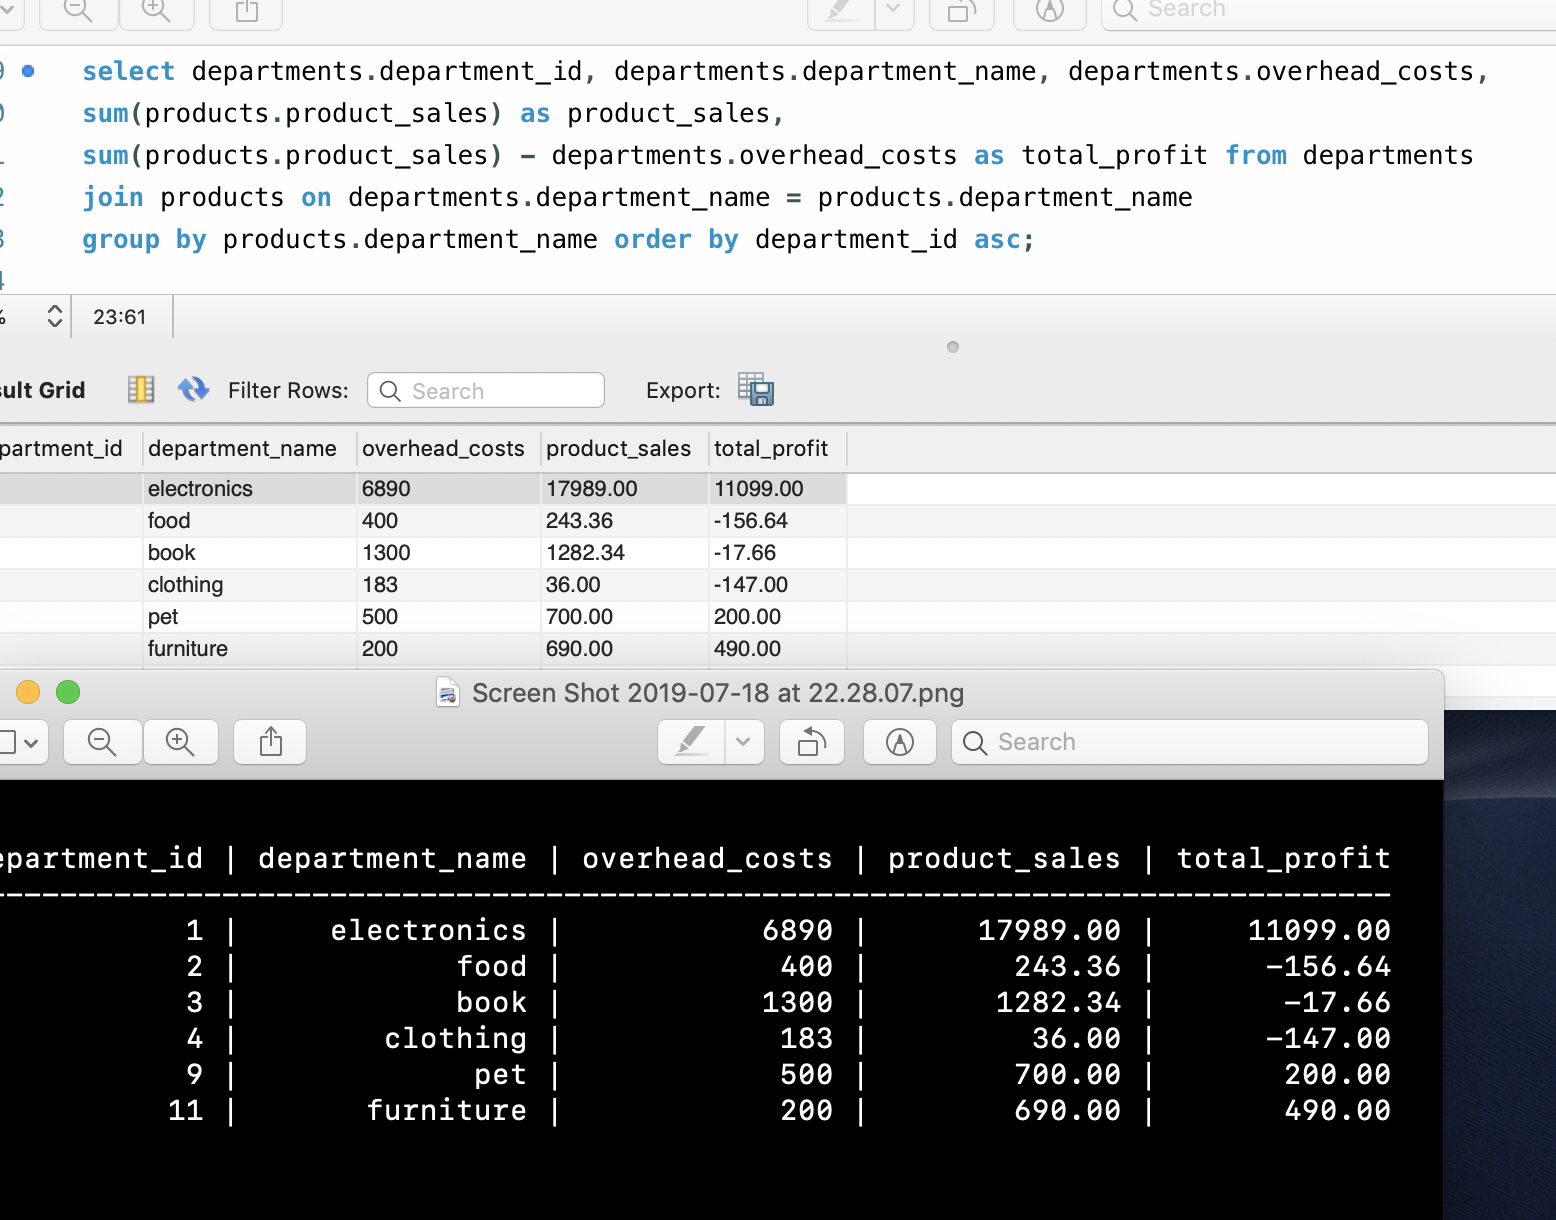 Search
select departments.department_id, departments.department_name, departments.overhead_costs,
sum(products.product_sales) as product_sales,
sum(products.product_sales) - departments.overhead_costs as total_profit from departments
join products on departments.department_name = products.department_name
group by products.department_name order by department_id asc;
% 23:61
ult Grid Filter Rows: Search Export:
partment_id department_name overhead_costs product_sales total_profit
electronics 6890 17989.00 11099.00
food 400 243.36 -156.64
book 1300 1282.34 -17.66
clothing 183 36.00 -147.00
pet 500 700.00 200.00
furniture 200 690.00 490.00
Screen Shot 2019-07-18 at 22.28.07.png
Search
epartment_id | department_name | overhead_costs | product_sales | total_profit
1 | electronics | 6890 | 17989.00 | 11099.00
2 | food | 400 | 243.36 | -156.64
3 | book | 1300 | 1282.34 | -17.66
4 | clothing | 183 | 36.00 | -147.00
9 | pet | 500 | 700.00 | 200.00
11 | furniture | 200 | 690.00 | 490.00